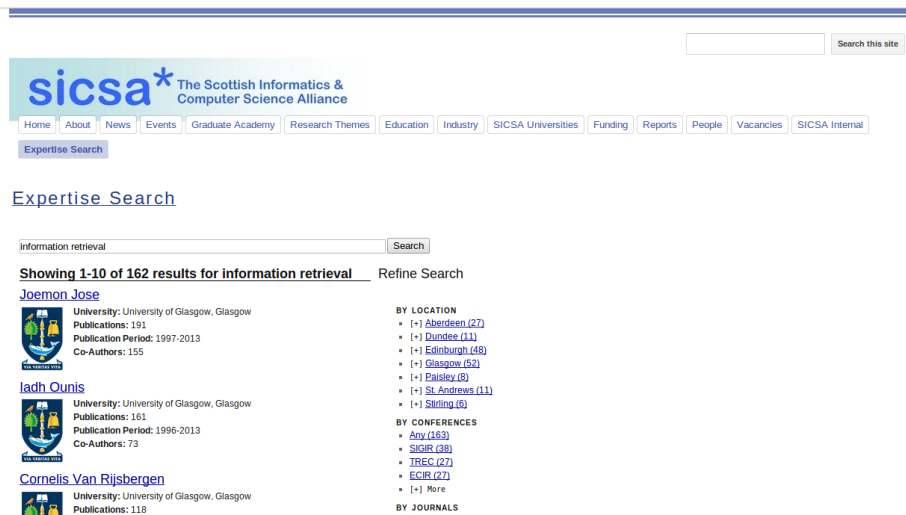 Search this site
sicsa* The Scottish Informatics &
Computer Science Alliance
Home About News Events Graduate Academy Research Themes Education Industry SICSA Universities Funding Reports People Vacancies SICSA Internal
Expertise Search
Expertise Search
information retrieval Search
Showing 1-10 of 162 results for information retrieval
Joemon Jose
University: University of Glasgow, Glasgow
Publications: 191
Publication Period: 1997-2013
Co-Authors: 155
VIA VERITAS VITA
Iadh Ounis
University: University of Glasgow, Glasgow
Publications: 161
Publication Period: 1996-2013
Co-Authors: 73
VIA VERITAS VITA
Cornelis Van Rijsbergen
University: University of Glasgow, Glasgow
Publications: 118
Refine Search
BY LOCATION
[+] Aberdeen (27)
[+] Dundee (11)
[+] Edinburgh (48)
[+] Glasgow (52)
[+] Paisley (8)
[+] St. Andrews (11)
[+] Stirling (6)
BY CONFERENCES
Any (163)
SIGIR (38)
TREC (27)
ECIR (27)
[+] More
BY JOURNALS